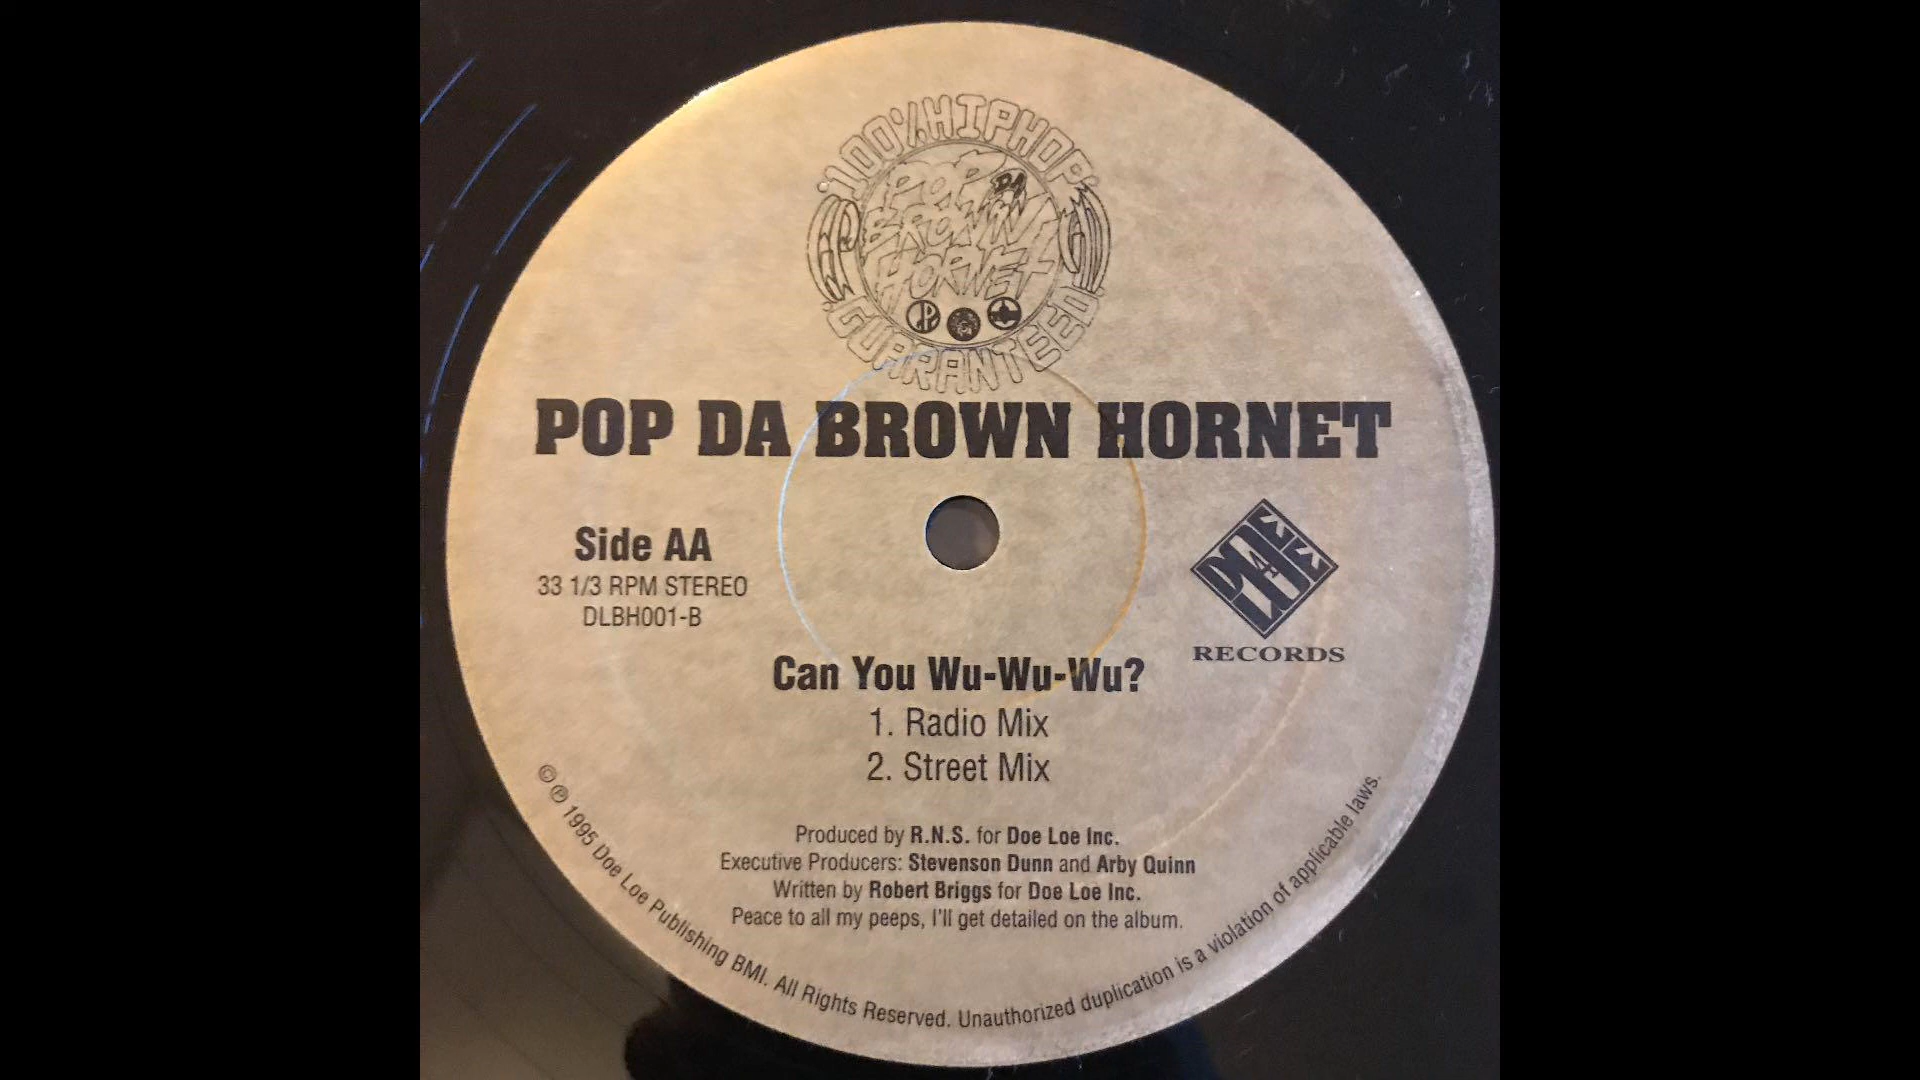 100% HIPHOP
POP DA
BROWN
HORNET
GUARANTEED
POP DA BROWN HORNET
Side AA
33 1/3 RPM STEREO
DLBH001-B
RECORDS
Can You Wu-Wu-Wu?
1. Radio Mix
2. Street Mix
Produced by R.N.S. for Doe Loe Inc.
Executive Producers: Stevenson Dunn and Arby Quinn
Written by Robert Briggs for Doe Loe Inc.
Peace to all my peeps, I'll get detailed on the album.
© ℗ 1995 Doe Loe Publishing BMI. All Rights Reserved. Unauthorized duplication is a violation of applicable laws.